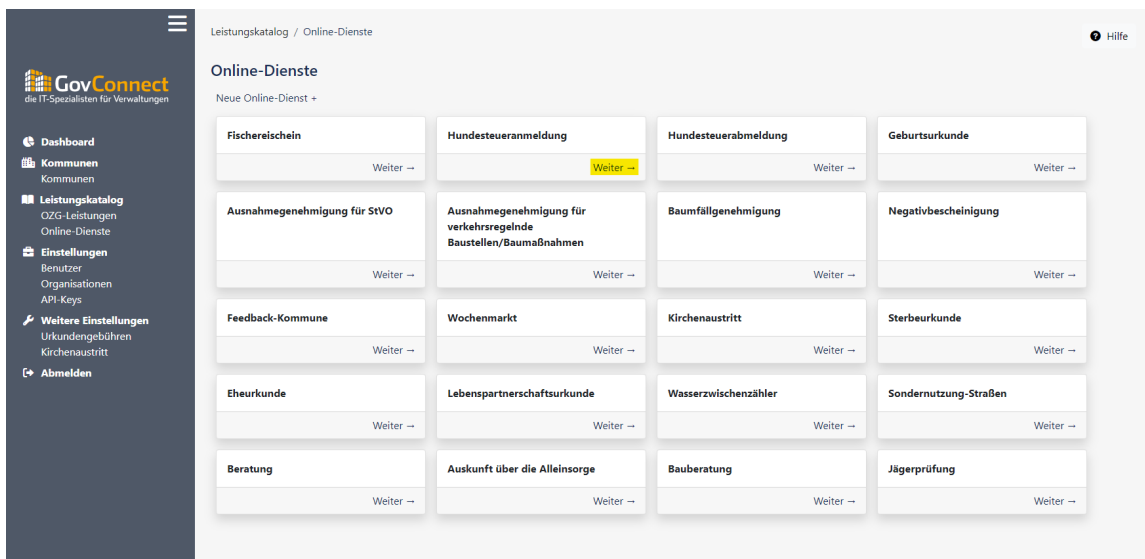 GovConnect
die IT-Spezialisten für Verwaltungen
Dashboard
Kommunen
Kommunen
Leistungskatalog
OZG-Leistungen
Online-Dienste
Einstellungen
Benutzer
Organisationen
API-Keys
Weitere Einstellungen
Urkundengebühren
Kirchenaustritt
Abmelden
Leistungskatalog / Online-Dienste
Hilfe
Online-Dienste
Neue Online-Dienst +
Fischereischein
Weiter →
Hundesteueranmeldung
Weiter →
Hundesteuerabmeldung
Weiter →
Geburtsurkunde
Weiter →
Ausnahmegenehmigung für StVO
Weiter →
Ausnahmegenehmigung für
verkehrsregelnde
Baustellen/Baumaßnahmen
Weiter →
Baumfällgenehmigung
Weiter →
Negativbescheinigung
Weiter →
Feedback-Kommune
Weiter →
Wochenmarkt
Weiter →
Kirchenaustritt
Weiter →
Sterbeurkunde
Weiter →
Eheurkunde
Weiter →
Lebenspartnerschaftsurkunde
Weiter →
Wasserzwischenzähler
Weiter →
Sondernutzung-Straßen
Weiter →
Beratung
Weiter →
Auskunft über die Alleinsorge
Weiter →
Bauberatung
Weiter →
Jägerprüfung
Weiter →